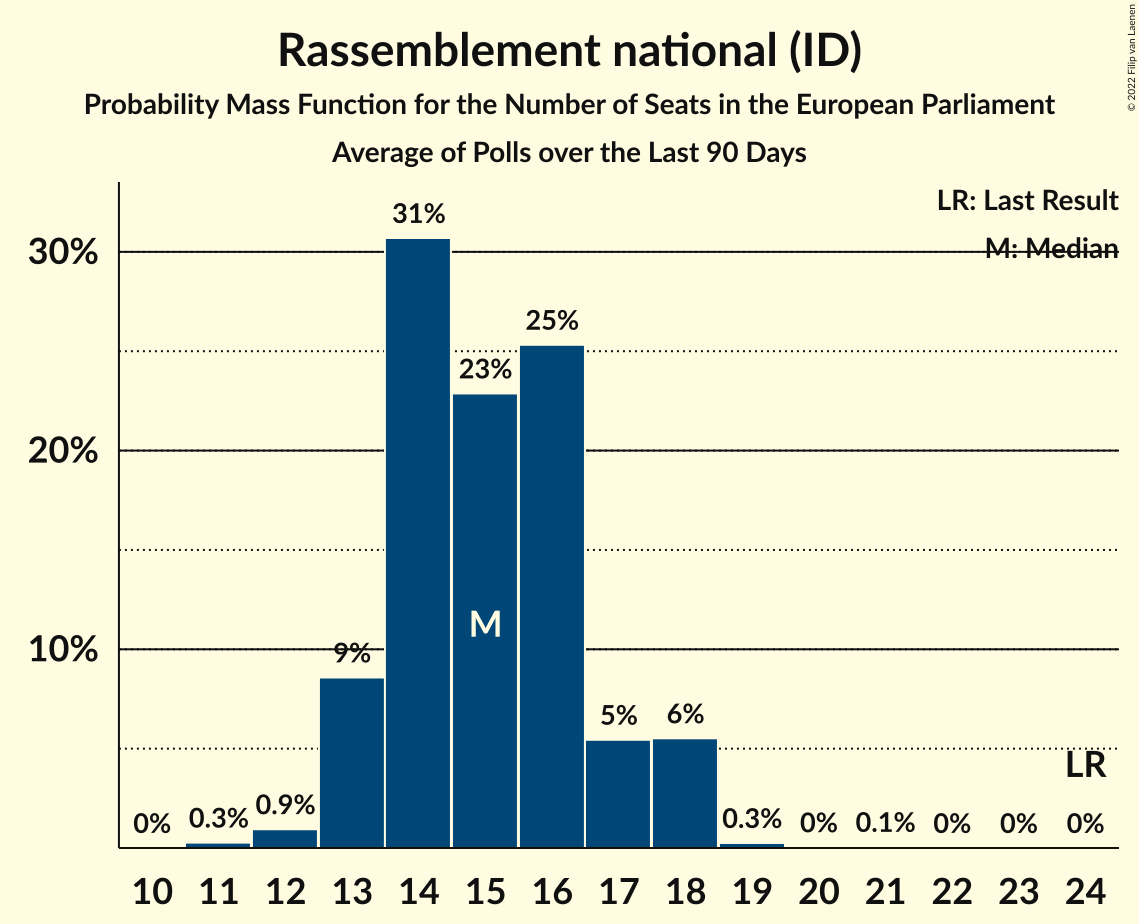 Rassemblement national (ID)
Probability Mass Function for the Number of Seats in the European Parliament
Average of Polls over the Last 90 Days
© 2022 Filip van Laenen
LR: Last Result
M: Median
30%
20%
10%
0%
0.3%
0.9%
9%
31%
23%
25%
5%
6%
0.3%
0%
0.1%
0%
0%
0%
M
LR
10 11 12 13 14 15 16 17 18 19 20 21 22 23 24